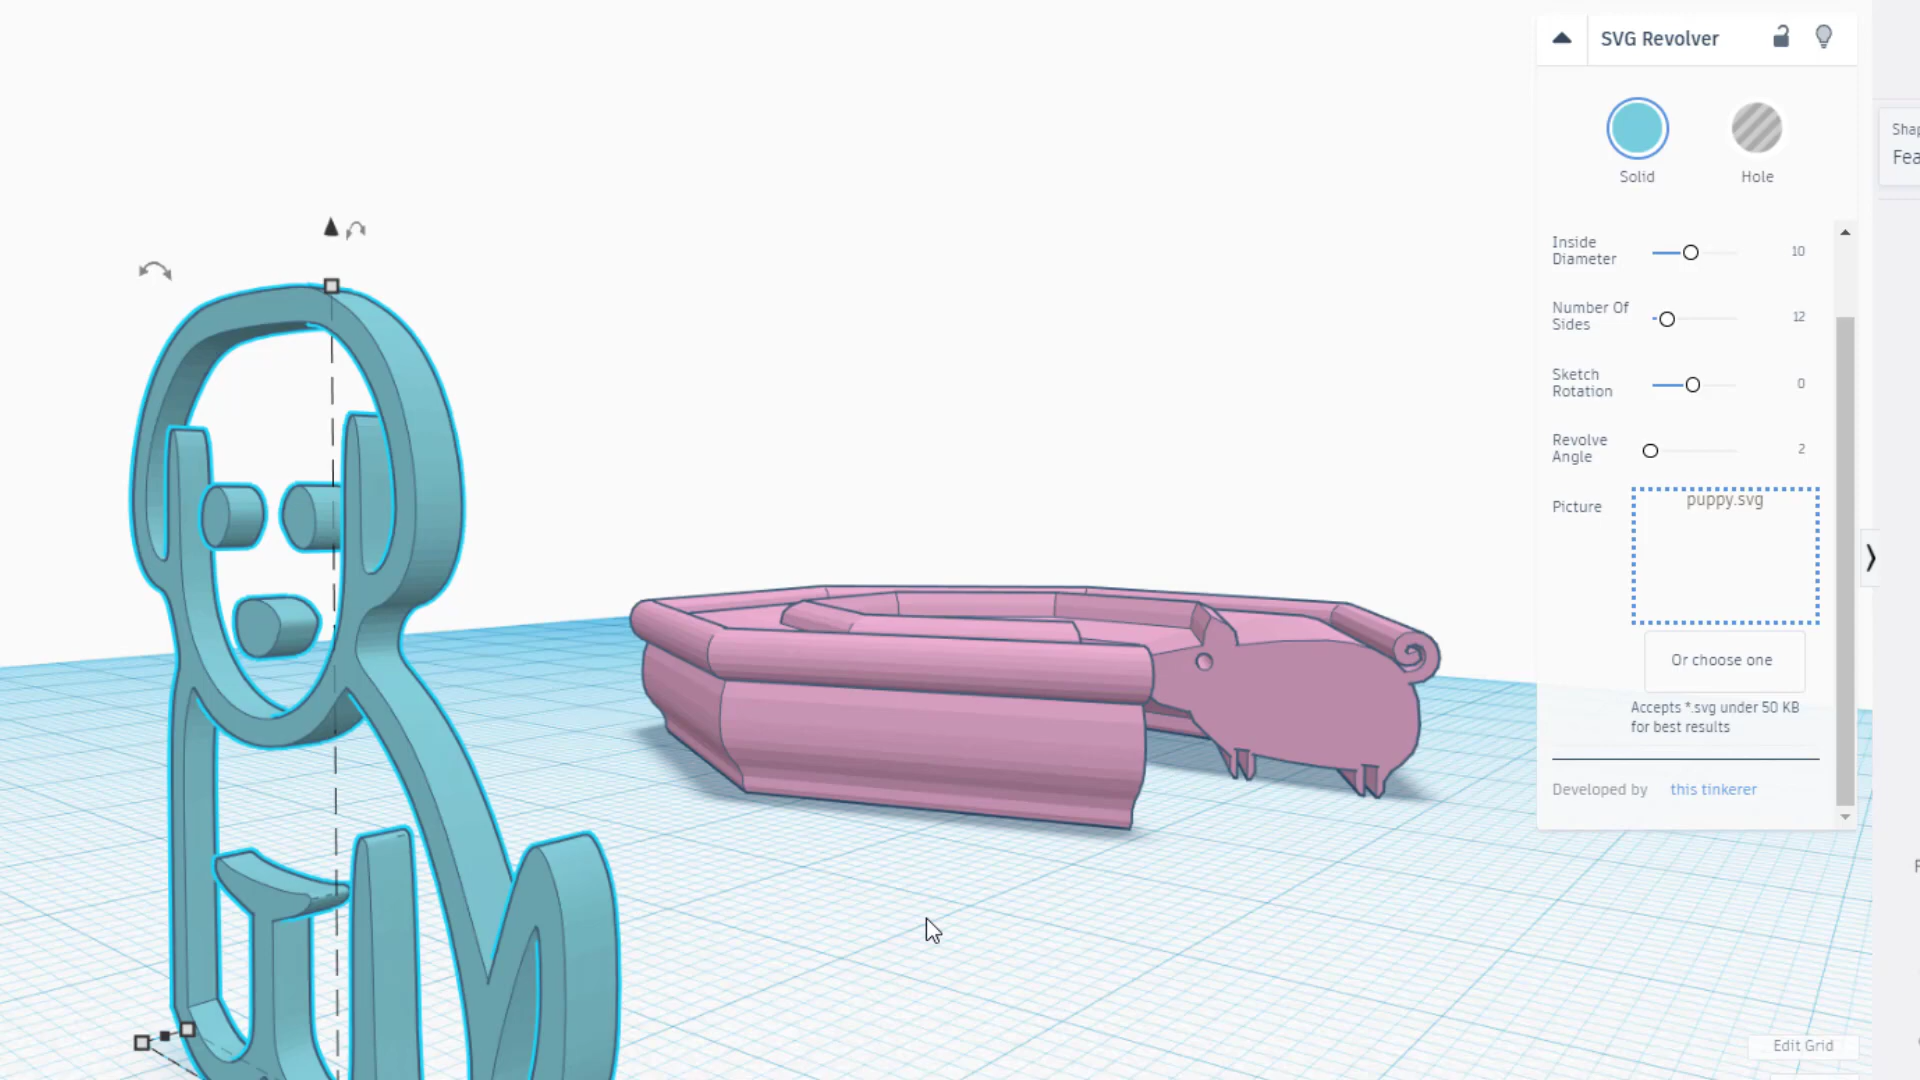 SVG Revolver
Solid
Hole
Inside
Diameter
10
Number Of
Sides
12
Sketch
Rotation
0
Revolve
Angle
2
Picture
puppy.svg
Or choose one
Accepts *.svg under 50 KB
for best results
Developed by this tinkerer
Edit Grid